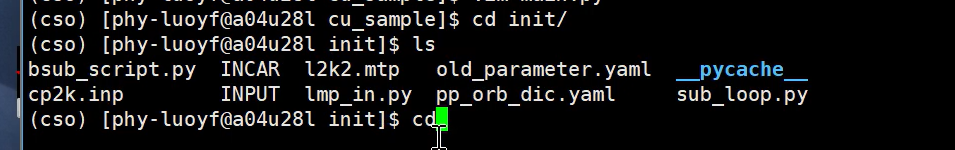 (cso) [phy-luoyf@a04u28l cu_sample]$ cd init/
(cso) [phy-luoyf@a04u28l init]$ ls
bsub_script.py INCAR l2k2.mtp old_parameter.yaml __pycache__
cp2k.inp INPUT lmp_in.py pp_orb_dic.yaml sub_loop.py
(cso) [phy-luoyf@a04u28l init]$ cd